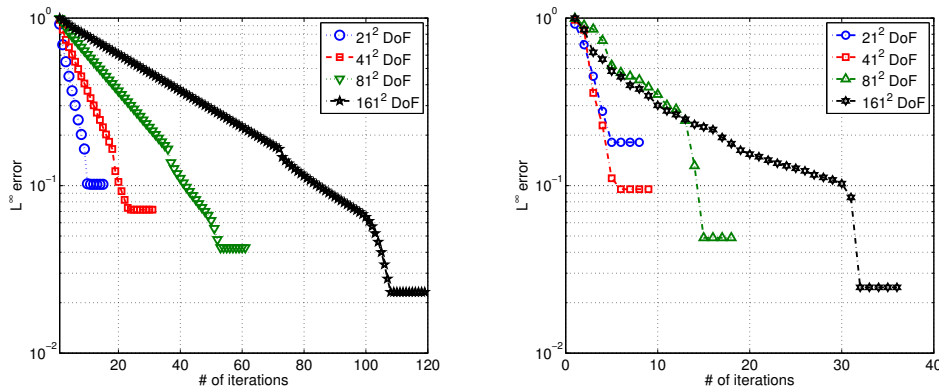 10^0
10^-1
10^-2
L^∞ error
20
40
60
80
100
120
# of iterations
21^2 DoF
41^2 DoF
81^2 DoF
161^2 DoF
10^0
10^-1
10^-2
L^∞ error
0
10
20
30
40
# of iterations
21^2 DoF
41^2 DoF
81^2 DoF
161^2 DoF